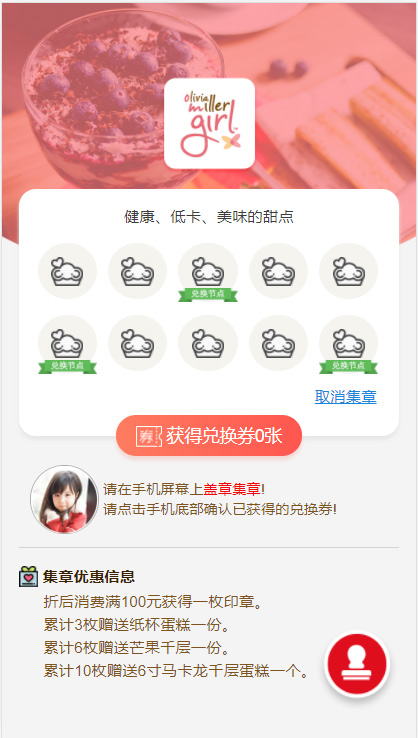 olivia
miller
girl
健康、低卡、美味的甜点
兑换节点
兑换节点
兑换节点
取消集章
券 获得兑换券0张
请在手机屏幕上盖章集章!
请点击手机底部确认已获得的兑换券!
集章优惠信息
折后消费满100元获得一枚印章。
累计3枚赠送纸杯蛋糕一份。
累计6枚赠送芒果千层一份。
累计10枚赠送6寸马卡龙千层蛋糕一个。